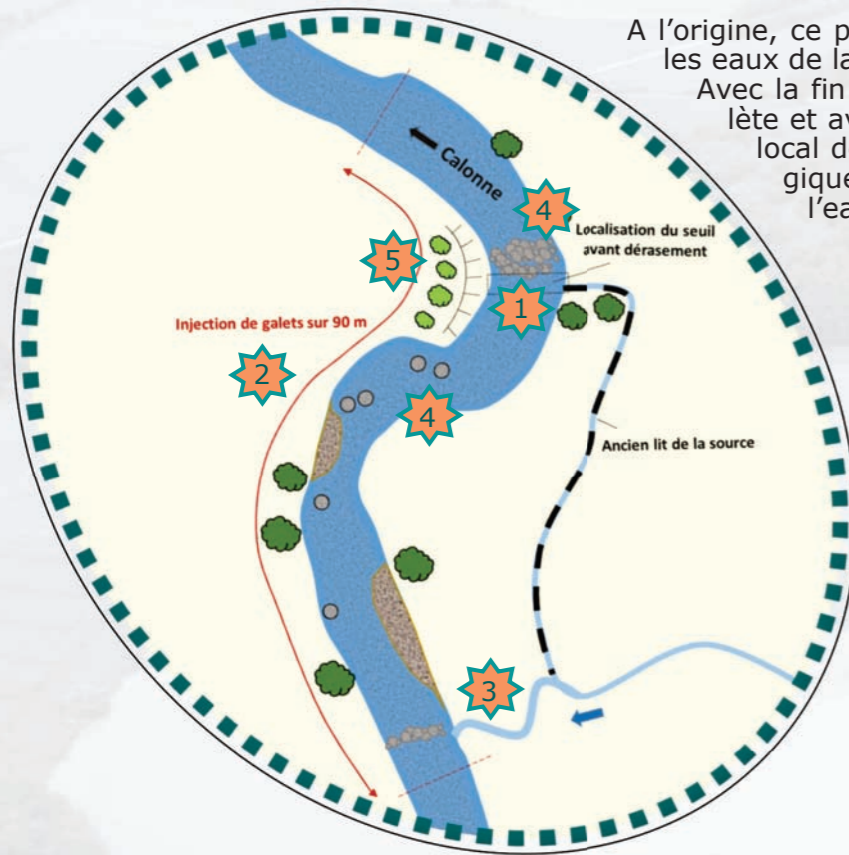 A l'origine, ce p
les eaux de la
Avec la fin
lète et av
local d
gique
l'ea
Calonne
4
Localisation du seuil
avant dérasement
5
1
Injection de galets sur 90 m
2
4
Ancien lit de la source
3